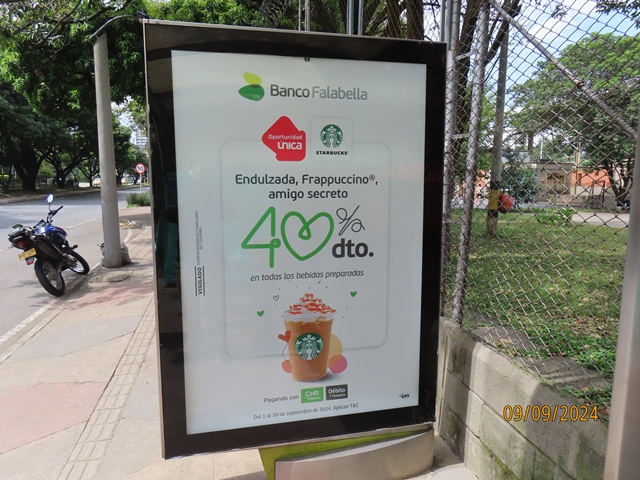 Banco Falabella
Oportunidad
única
STARBUCKS®
Endulzada, Frappuccino®,
amigo secreto
40% dto.
en todas las bebidas preparadas
VIGILADO
Pagando con CMR Débito
Del 1 al 30 de septiembre de 2024. Aplican T&C
09/09/2024